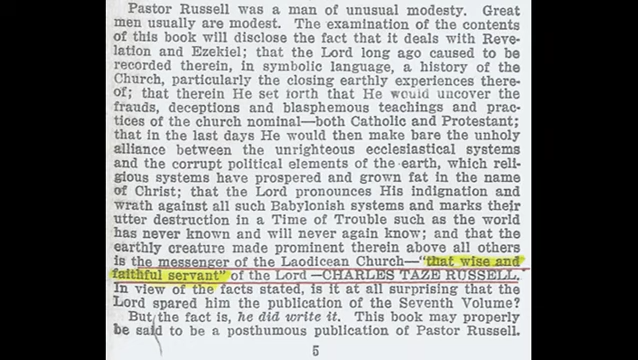 Pastor Russell was a man of unusual modesty. Great
men usually are modest. The examination of the contents
of this book will disclose the fact that it deals with Reve-
lation and Ezekiel; that the Lord long ago caused to be
recorded therein, in symbolic language, a history of the
Church, particularly the closing earthly experiences there-
of; that therein He set forth that He would uncover the
frauds, deceptions and blasphemous teachings and prac-
tices of the church nominal—both Catholic and Protestant;
that in the last days He would then make bare the unholy
alliance between the unrighteous ecclesiastical systems
and the corrupt political elements of the earth, which reli-
gious systems have prospered and grown fat in the name
of Christ; that the Lord pronounces His indignation and
wrath against all such Babylonish systems and marks their
utter destruction in a Time of Trouble such as the world
has never known and will never again know; and that the
earthly creature made prominent therein above all others
is the messenger of the Laodicean Church—"that wise and
faithful servant" of the Lord—CHARLES TAZE RUSSELL.
In view of the facts stated, is it at all surprising that the
Lord spared him the publication of the Seventh Volume?
But the fact is, he did write it. This book may properly
be said to be a posthumous publication of Pastor Russell.
5